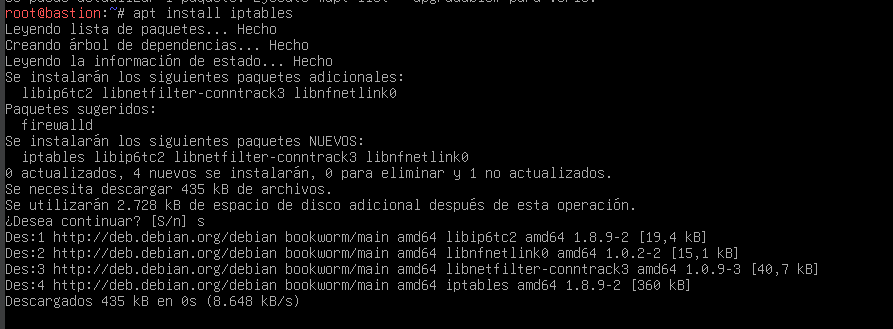 root@bastion:~# apt install iptables
Leyendo lista de paquetes... Hecho
Creando árbol de dependencias... Hecho
Leyendo la información de estado... Hecho
Se instalarán los siguientes paquetes adicionales:
libip6tc2 libnetfilter-conntrack3 libnfnetlink0
Paquetes sugeridos:
firewalld
Se instalarán los siguientes paquetes NUEVOS:
iptables libip6tc2 libnetfilter-conntrack3 libnfnetlink0
0 actualizados, 4 nuevos se instalarán, 0 para eliminar y 1 no actualizados.
Se necesita descargar 435 kB de archivos.
Se utilizarán 2.728 kB de espacio de disco adicional después de esta operación.
¿Desea continuar? [S/n] s
Des:1 http://deb.debian.org/debian bookworm/main amd64 libip6tc2 amd64 1.8.9-2 [19,4 kB]
Des:2 http://deb.debian.org/debian bookworm/main amd64 libnfnetlink0 amd64 1.0.2-2 [15,1 kB]
Des:3 http://deb.debian.org/debian bookworm/main amd64 libnetfilter-conntrack3 amd64 1.0.9-3 [40,7 kB]
Des:4 http://deb.debian.org/debian bookworm/main amd64 iptables amd64 1.8.9-2 [360 kB]
Descargados 435 kB en 0s (8.648 kB/s)